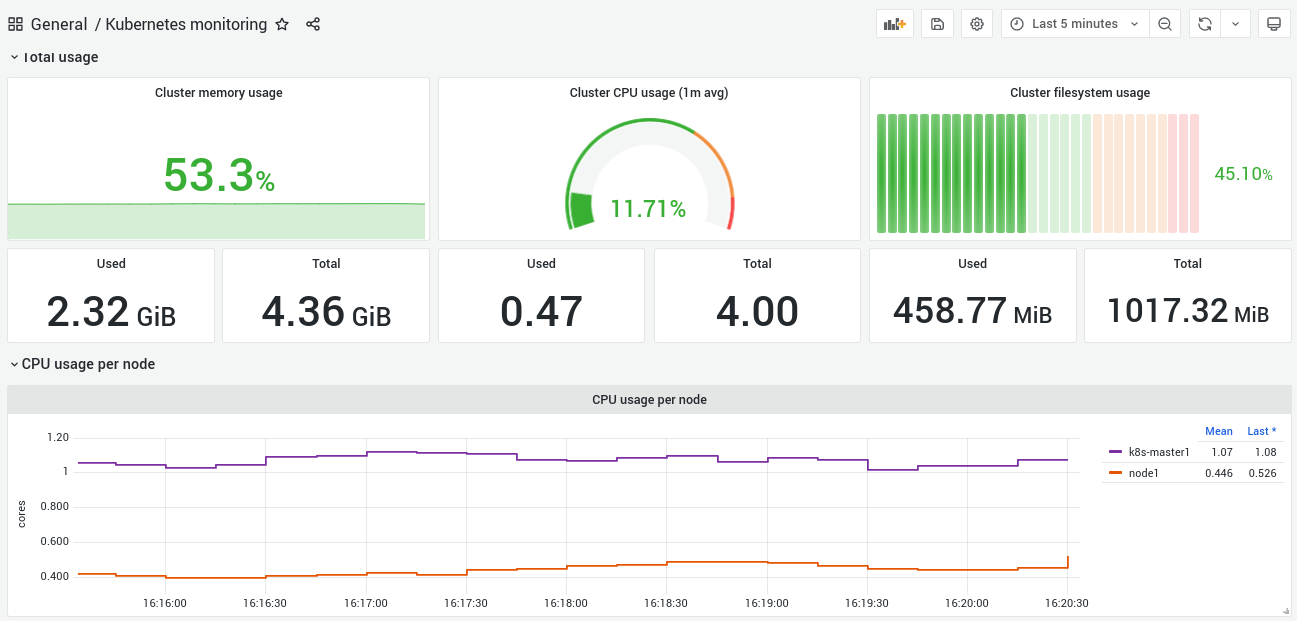 General / Kubernetes monitoring
Last 5 minutes
Total usage
Cluster memory usage
53.3%
Cluster CPU usage (1m avg)
11.71%
Cluster filesystem usage
45.10%
Used
2.32 GiB
Total
4.36 GiB
Used
0.47
Total
4.00
Used
458.77 MiB
Total
1017.32 MiB
CPU usage per node
CPU usage per node
1.20
1
0.800
0.600
0.400
cores
16:16:00 16:16:30 16:17:00 16:17:30 16:18:00 16:18:30 16:19:00 16:19:30 16:20:00 16:20:30
Mean Last *
k8s-master1 1.07 1.08
node1 0.446 0.526